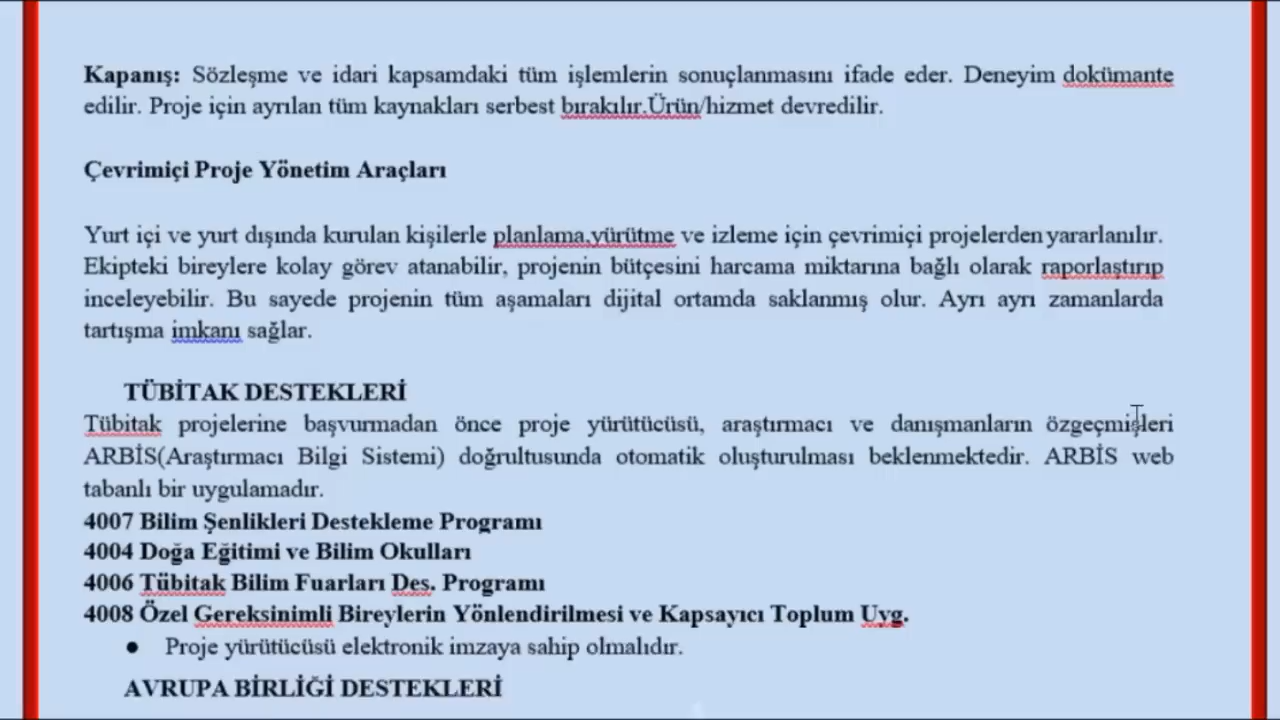 Kapanış: Sözleşme ve idari kapsamdaki tüm işlemlerin sonuçlanmasını ifade eder. Deneyim dokümante
edilir. Proje için ayrılan tüm kaynakları serbest bırakılır.Ürün/hizmet devredilir.
Çevrimiçi Proje Yönetim Araçları
Yurt içi ve yurt dışında kurulan kişilerle planlama,yürütme ve izleme için çevrimiçi projelerden yararlanılır.
Ekipteki bireylere kolay görev atanabilir, projenin bütçesini harcama miktarına bağlı olarak raporlaştırıp
inceleyebilir. Bu sayede projenin tüm aşamaları dijital ortamda saklanmış olur. Ayrı ayrı zamanlarda
tartışma imkanı sağlar.
TÜBİTAK DESTEKLERİ
Tübitak projelerine başvurmadan önce proje yürütücüsü, araştırmacı ve danışmanların özgeçmişleri
ARBİS(Araştırmacı Bilgi Sistemi) doğrultusunda otomatik oluşturulması beklenmektedir. ARBİS web
tabanlı bir uygulamadır.
4007 Bilim Şenlikleri Destekleme Programı
4004 Doğa Eğitimi ve Bilim Okulları
4006 Tübitak Bilim Fuarları Des. Programı
4008 Özel Gereksinimli Bireylerin Yönlendirilmesi ve Kapsayıcı Toplum Uyg.
● Proje yürütücüsü elektronik imzaya sahip olmalıdır.
AVRUPA BİRLİĞİ DESTEKLERİ